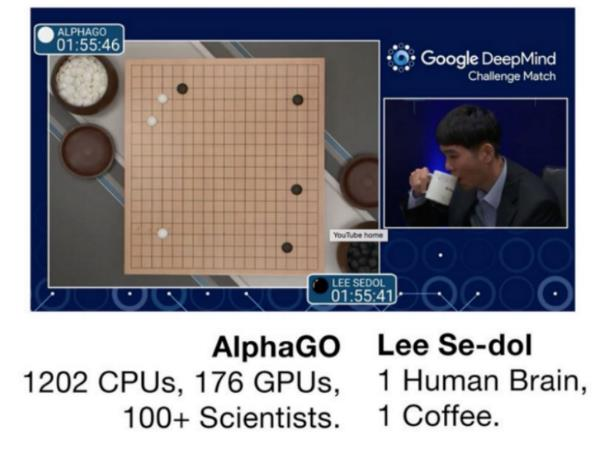 ALPHAGO
01:55:46
Google DeepMind
Challenge Match
YouTube home
LEE SEDOL
01:55:41
AlphaGO
1202 CPUs, 176 GPUs,
100+ Scientists.
Lee Se-dol
1 Human Brain,
1 Coffee.